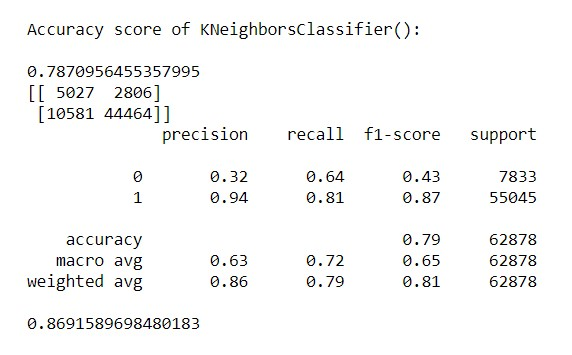 Accuracy score of KNeighborsClassifier():
0.7870956455357995
[[ 5027 2806]
[10581 44464]]
precision recall f1-score support
0 0.32 0.64 0.43 7833
1 0.94 0.81 0.87 55045
accuracy 0.79 62878
macro avg 0.63 0.72 0.65 62878
weighted avg 0.86 0.79 0.81 62878
0.8691589698480183